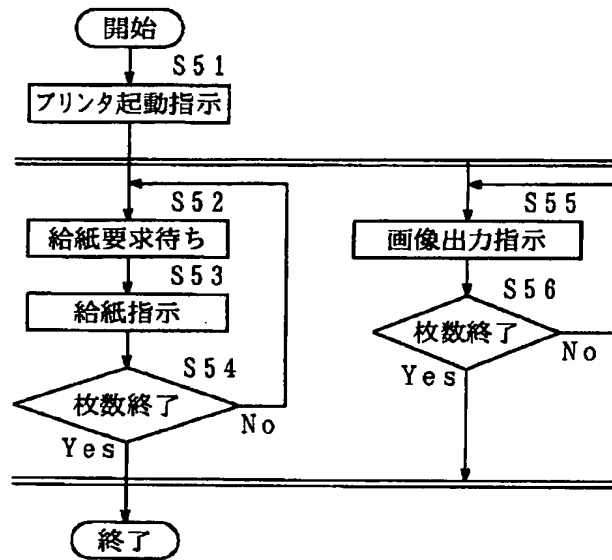 開始
S51
プリンタ起動指示
S52
給紙要求待ち
S53
給紙指示
S54
枚数終了
No
Yes
終了
S55
画像出力指示
S56
枚数終了
No
Yes